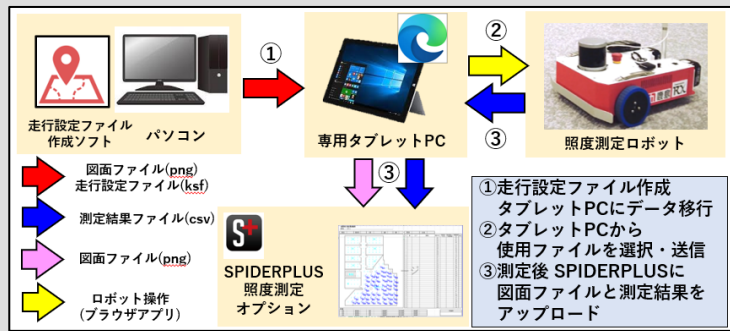 ①
②
③
走行設定ファイル
作成ソフト
パソコン
専用タブレットPC
照度測定ロボット
図面ファイル(png)
走行設定ファイル(ksf)
測定結果ファイル(csv)
図面ファイル(png)
ロボット操作
(ブラウザアプリ)
③
S+
SPIDERPLUS
照度測定
オプション
①走行設定ファイル作成
タブレットPCにデータ移行
②タブレットPCから
使用ファイルを選択・送信
③測定後 SPIDERPLUSに
図面ファイルと測定結果を
アップロード